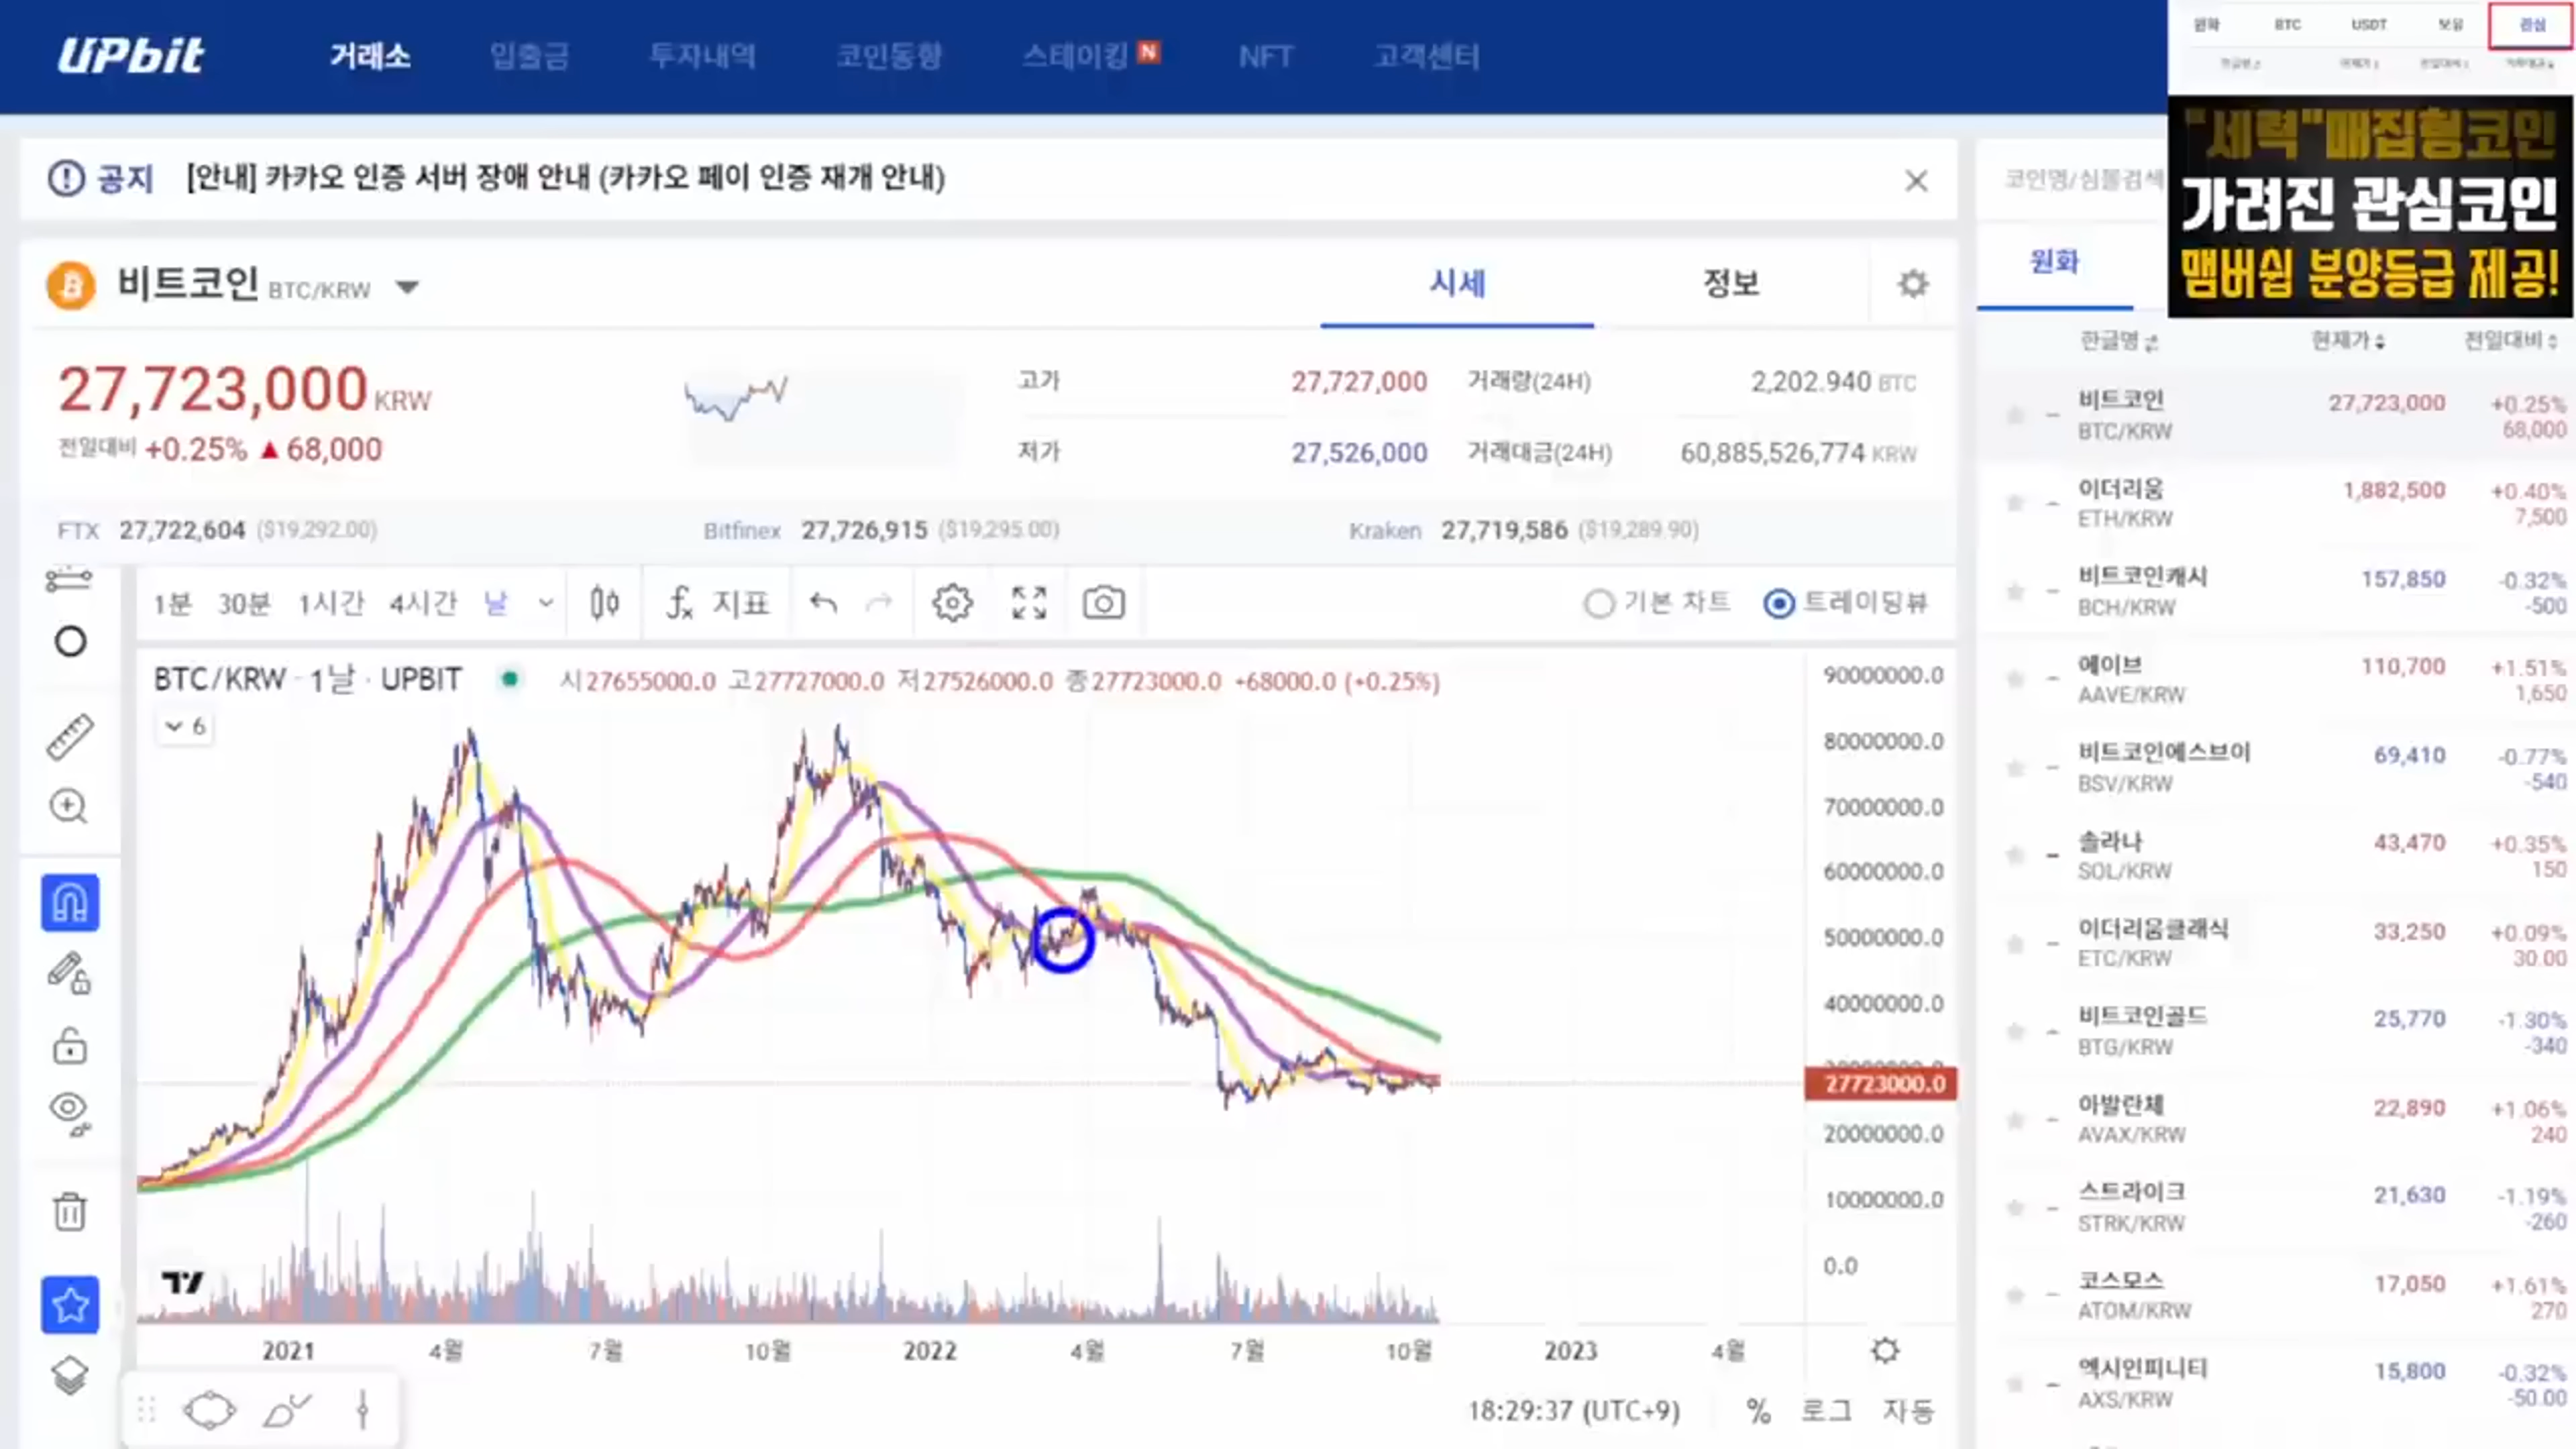 UPbit
거래소 입출금 투자내역 코인동향 스테이킹 N NFT 고객센터
원화 BTC USDT 보유 관심
"세력"매집형코인
가려진 관심코인
맴버쉽 분양등급 제공!
공지 [안내] 카카오 인증 서버 장애 안내 (카카오 페이 인증 재개 안내)
코인명/심볼검색
비트코인 BTC/KRW
시세 정보
27,723,000 KRW
전일대비 +0.25% ▲ 68,000
고가 27,727,000 거래량(24H) 2,202.940 BTC
저가 27,526,000 거래대금(24H) 60,885,526,774 KRW
FTX 27,722,604 ($19,292.00) Bitfinex 27,726,915 ($19,295.00) Kraken 27,719,586 ($19,289.90)
1분 30분 1시간 4시간 날 지표 기본 차트 트레이딩뷰
BTC/KRW · 1날 · UPBIT 시27655000.0 고27727000.0 저27526000.0 종27723000.0 +68000.0 (+0.25%)
6
90000000.0
80000000.0
70000000.0
60000000.0
50000000.0
40000000.0
27723000.0
20000000.0
10000000.0
0.0
2021 4월 7월 10월 2022 4월 7월 10월 2023 4월
18:29:37 (UTC+9) % 로그 자동
원화
한글명 현재가 전일대비
비트코인 27,723,000 +0.25%
BTC/KRW 68,000
이더리움 1,882,500 +0.40%
ETH/KRW 7,500
비트코인캐시 157,850 -0.32%
BCH/KRW -500
에이브 110,700 +1.51%
AAVE/KRW 1,650
비트코인에스브이 69,410 -0.77%
BSV/KRW -540
솔라나 43,470 +0.35%
SOL/KRW 150
이더리움클래식 33,250 +0.09%
ETC/KRW 30.00
비트코인골드 25,770 -1.30%
BTG/KRW -340
아발란체 22,890 +1.06%
AVAX/KRW 240
스트라이크 21,630 -1.19%
STRK/KRW -260
코스모스 17,050 +1.61%
ATOM/KRW 270
엑시인피니티 15,800 -0.32%
AXS/KRW -50.00